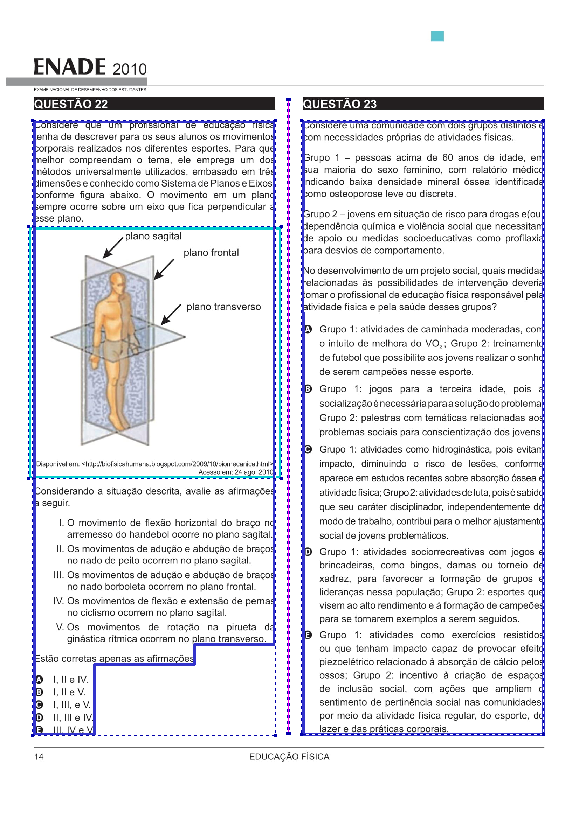 ENADE 2010
EXAME NACIONAL DE DESEMPENHO DOS ESTUDANTES
QUESTÃO 22
Considere que um profissional de educação física
tenha de descrever para os seus alunos os movimentos
corporais realizados nos diferentes esportes. Para que
melhor compreendam o tema, ele emprega um dos
métodos universalmente utilizados, embasado em três
dimensões e conhecido como Sistema de Planos e Eixos,
conforme figura abaixo. O movimento em um plano
sempre ocorre sobre um eixo que fica perpendicular a
esse plano.
plano sagital
plano frontal
plano transverso
Disponível em: <http://biofisicahumana.blogspot.com/2009/10/biomecanica.html>
Acesso em: 24 ago. 2010.
Considerando a situação descrita, avalie as afirmações
a seguir.
I. O movimento de flexão horizontal do braço no
arremesso do handebol ocorre no plano sagital.
II. Os movimentos de adução e abdução de braços
no nado de peito ocorrem no plano sagital.
III. Os movimentos de adução e abdução de braços
no nado borboleta ocorrem no plano frontal.
IV. Os movimentos de flexão e extensão de pernas
no ciclismo ocorrem no plano sagital.
V. Os movimentos de rotação na pirueta da
ginástica rítmica ocorrem no plano transverso.
Estão corretas apenas as afirmações
A I, II e IV.
B I, II e V.
C I, III, e V.
D II, III e IV.
E III, IV e V.
QUESTÃO 23
Considere uma comunidade com dois grupos distintos e
com necessidades próprias de atividades físicas.
Grupo 1 – pessoas acima de 60 anos de idade, em
sua maioria do sexo feminino, com relatório médico
indicando baixa densidade mineral óssea identificada
como osteoporose leve ou discreta.
Grupo 2 – jovens em situação de risco para drogas e(ou)
dependência química e violência social que necessitam
de apoio ou medidas socioeducativas como profilaxia
para desvios de comportamento.
No desenvolvimento de um projeto social, quais medidas
relacionadas às possibilidades de intervenção deveria
tomar o profissional de educação física responsável pela
atividade física e pela saúde desses grupos?
A Grupo 1: atividades de caminhada moderadas, com
o intuito de melhora do VO₂; Grupo 2: treinamento
de futebol que possibilite aos jovens realizar o sonho
de serem campeões nesse esporte.
B Grupo 1: jogos para a terceira idade, pois a
socialização é necessária para a solução do problema;
Grupo 2: palestras com temáticas relacionadas aos
problemas sociais para conscientização dos jovens.
C Grupo 1: atividades como hidroginástica, pois evitam
impacto, diminuindo o risco de lesões, conforme
aparece em estudos recentes sobre absorção óssea e
atividade física; Grupo 2: atividades de luta, pois é sabido
que seu caráter disciplinador, independentemente do
modo de trabalho, contribui para o melhor ajustamento
social de jovens problemáticos.
D Grupo 1: atividades sociorrecreativas com jogos e
brincadeiras, como bingos, damas ou torneio de
xadrez, para favorecer a formação de grupos e
lideranças nessa população; Grupo 2: esportes que
visem ao alto rendimento e à formação de campeões
para se tornarem exemplos a serem seguidos.
E Grupo 1: atividades como exercícios resistidos
ou que tenham impacto capaz de provocar efeito
piezoelétrico relacionado à absorção de cálcio pelos
ossos; Grupo 2: incentivo à criação de espaços
de inclusão social, com ações que ampliem o
sentimento de pertinência social nas comunidades,
por meio da atividade física regular, do esporte, do
lazer e das práticas corporais.
14
EDUCAÇÃO FÍSICA